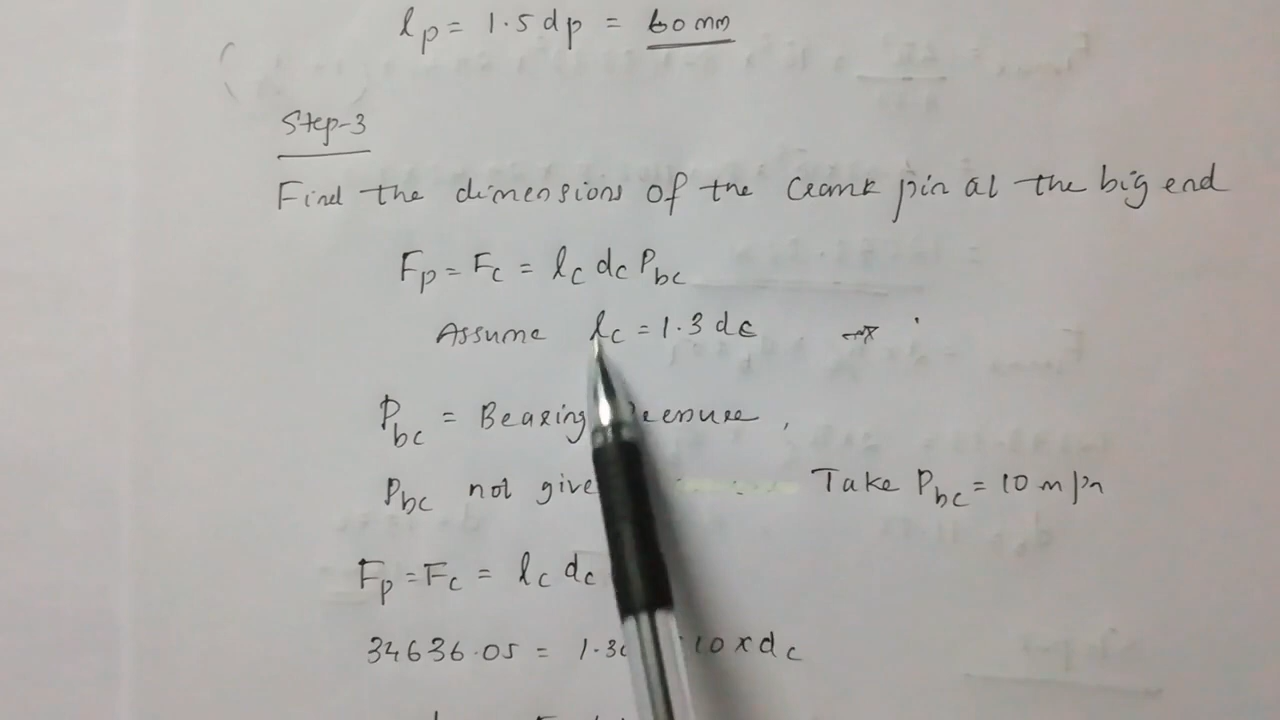 lp = 1.5 dp = 60 mm
Step-3
Find the dimensions of the crank pin at the big end
Fp = Fc = lc dc Pbc
Assume lc = 1.3 dc
Pbc = Bearing
Pbc not give Take Pbc = 10 mpa
Fp = Fc = lc dc
34636.05 = 1.3 10 x dc